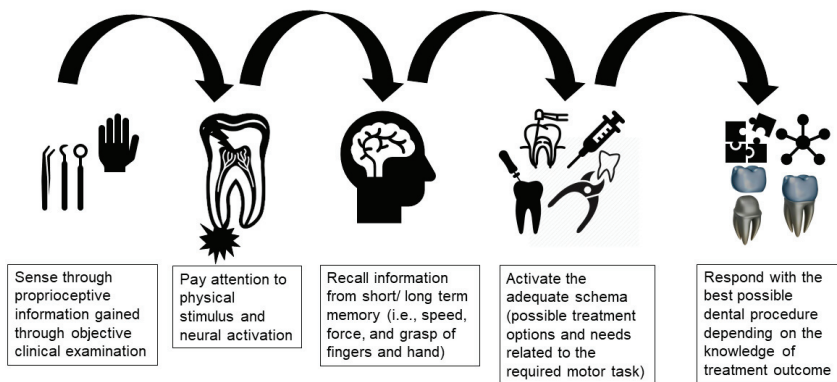 Sense through
proprioceptive
information gained
through objective
clinical examination
Pay attention to
physical
stimulus and
neural activation
Recall information
from short/ long term
memory (i.e., speed,
force, and grasp of
fingers and hand)
Activate the
adequate schema
(possible treatment
options and needs
related to the
required motor task)
Respond with the
best possible
dental procedure
depending on the
knowledge of
treatment outcome